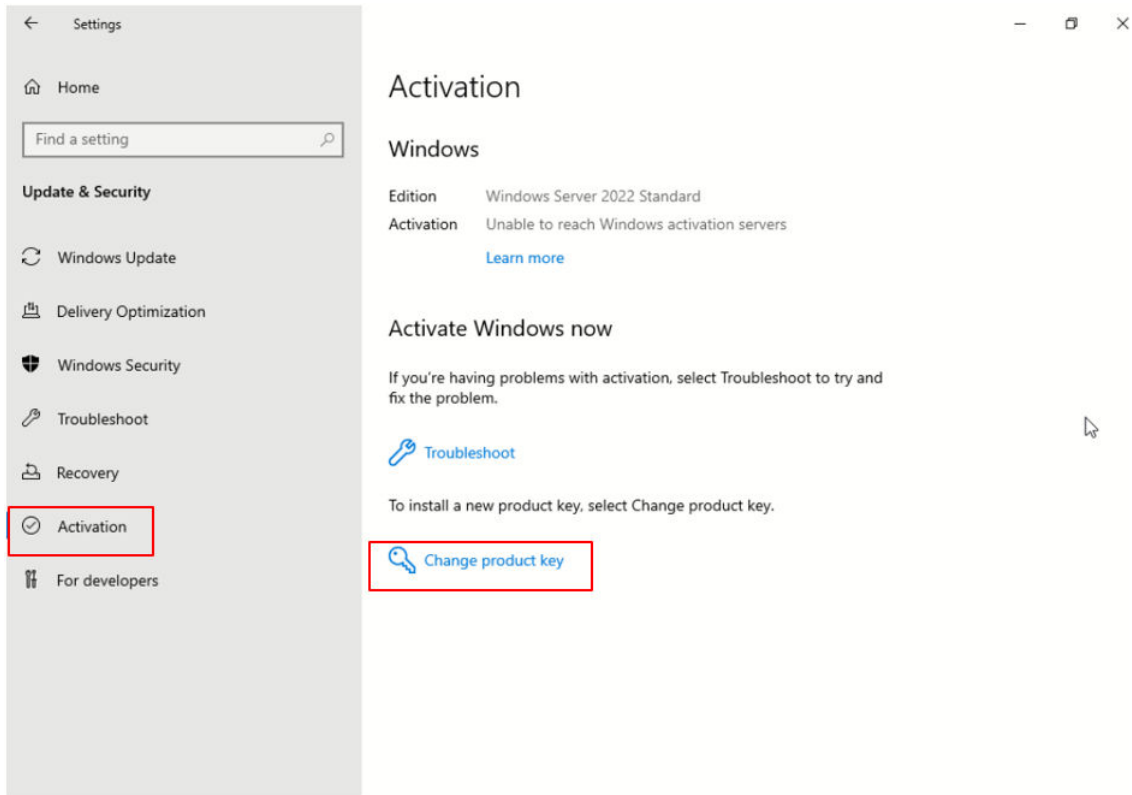 Settings
Home
Find a setting
Update & Security
Windows Update
Delivery Optimization
Windows Security
Troubleshoot
Recovery
Activation
For developers
Activation
Windows
Edition Windows Server 2022 Standard
Activation Unable to reach Windows activation servers
Learn more
Activate Windows now
If you're having problems with activation, select Troubleshoot to try and
fix the problem.
Troubleshoot
To install a new product key, select Change product key.
Change product key